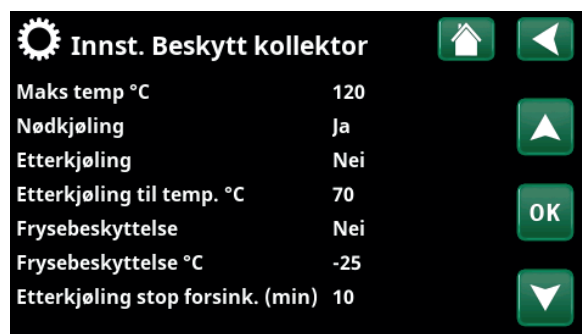 Innst. Beskytt kollektor
Maks temp °C 120
Nødkjøling Ja
Etterkjøling Nei
Etterkjøling til temp. °C 70
OK
Frysebeskyttelse Nei
Frysebeskyttelse °C -25
Etterkjøling stop forsink. (min) 10